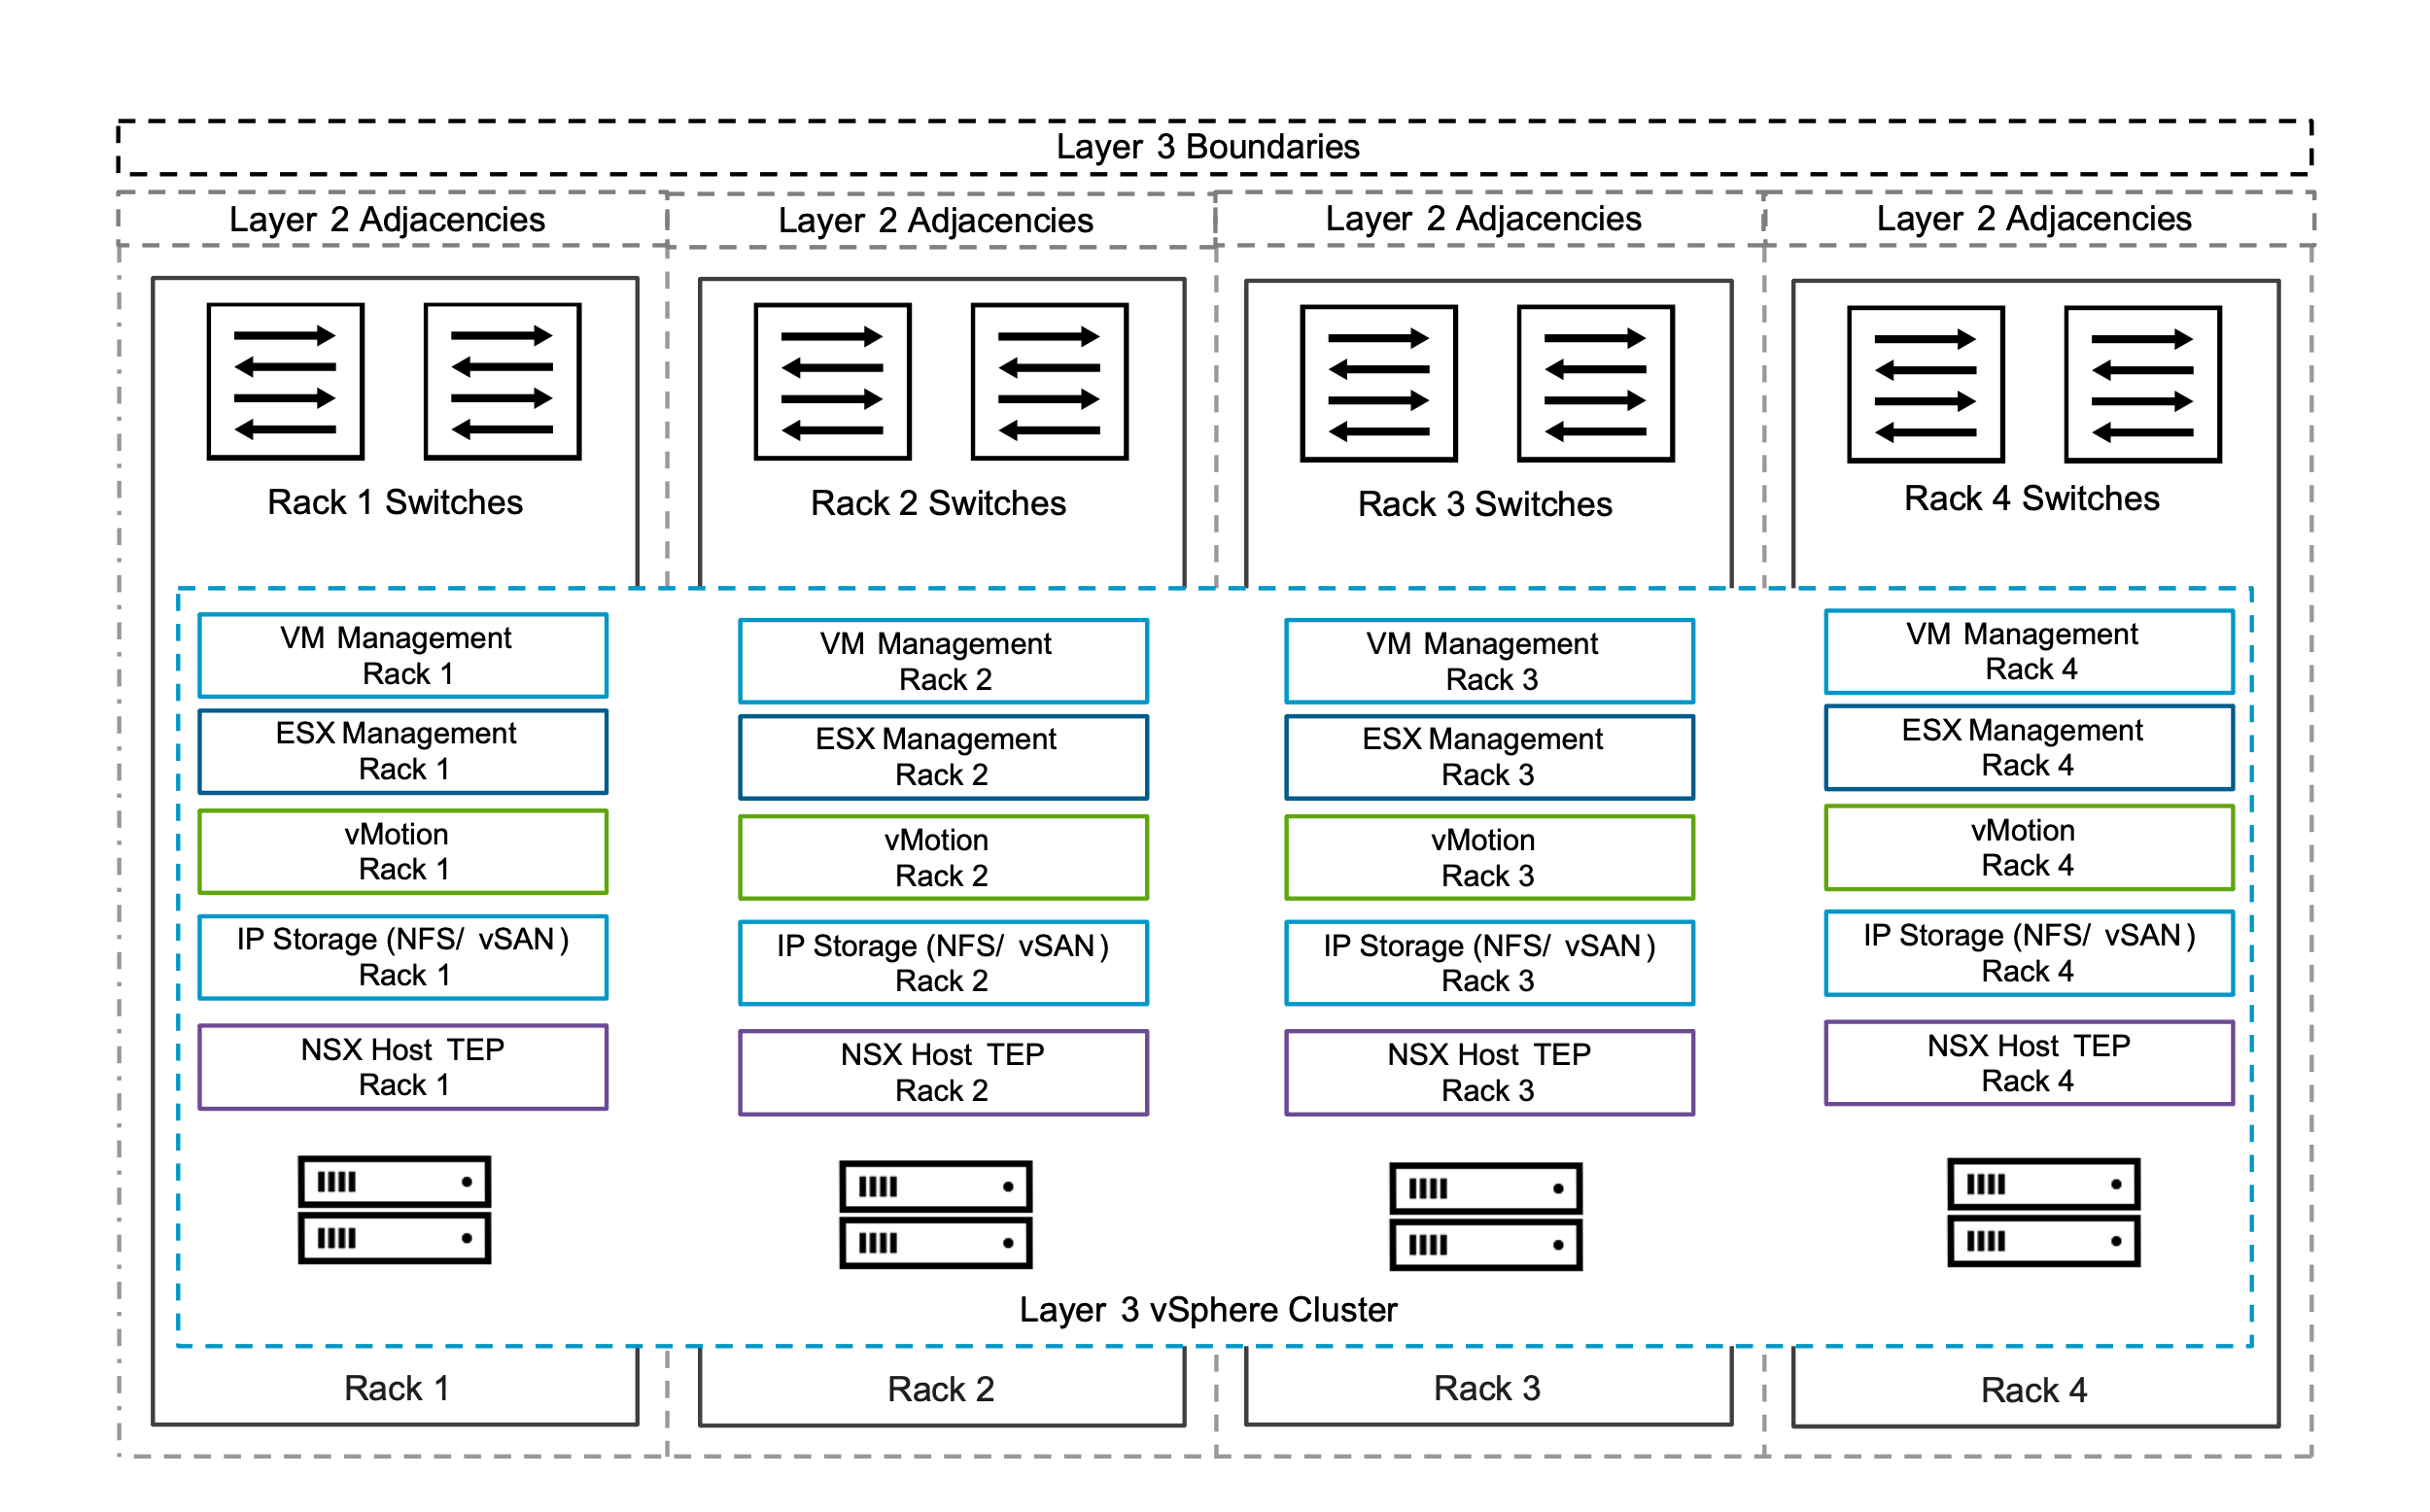 Layer 3 Boundaries
Layer 2 Adjacencies
Layer 2 Adjacencies
Layer 2 Adjacencies
Layer 2 Adjacencies
Rack 1 Switches
Rack 2 Switches
Rack 3 Switches
Rack 4 Switches
VM Management
Rack 1
VM Management
Rack 2
VM Management
Rack 3
VM Management
Rack 4
ESX Management
Rack 1
ESX Management
Rack 2
ESX Management
Rack 3
ESX Management
Rack 4
vMotion
Rack 1
vMotion
Rack 2
vMotion
Rack 3
vMotion
Rack 4
IP Storage (NFS/ vSAN)
Rack 1
IP Storage (NFS/ vSAN)
Rack 2
IP Storage (NFS/ vSAN)
Rack 3
IP Storage (NFS/ vSAN)
Rack 4
NSX Host TEP
Rack 1
NSX Host TEP
Rack 2
NSX Host TEP
Rack 3
NSX Host TEP
Rack 4
Layer 3 vSphere Cluster
Rack 1
Rack 2
Rack 3
Rack 4